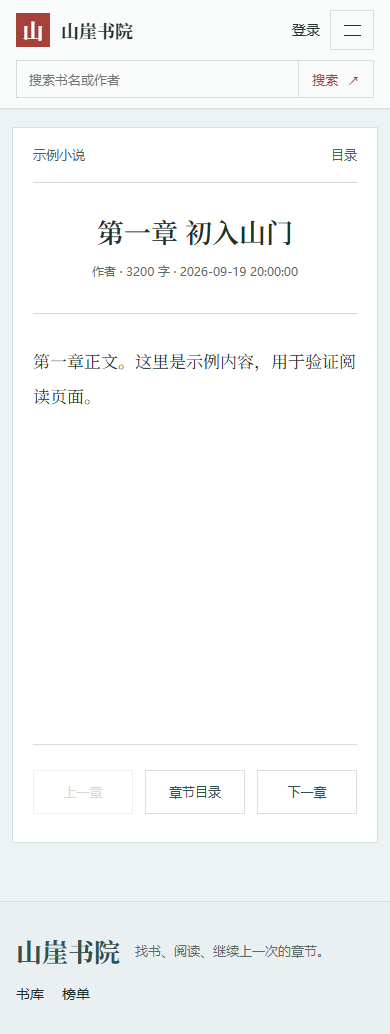 山 山崖书院 登录
搜索书名或作者 搜索 ↗
示例小说 目录
第一章 初入山门
作者 · 3200 字 · 2026-09-19 20:00:00
第一章正文。这里是示例内容，用于验证阅
读页面。
上一章 章节目录 下一章
山崖书院 找书、阅读、继续上一次的章节。
书库 榜单